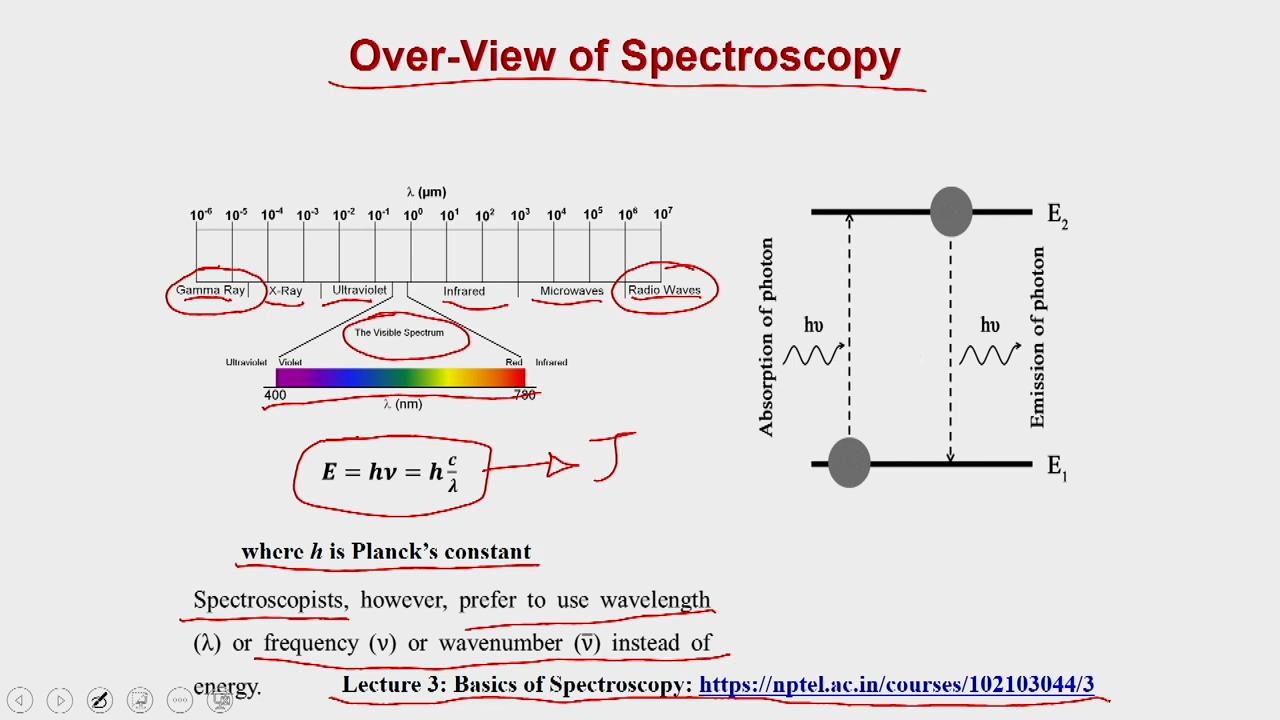 Over-View of Spectroscopy
λ (μm)
10⁻⁶ 10⁻⁵ 10⁻⁴ 10⁻³ 10⁻² 10⁻¹ 10⁰ 10¹ 10² 10³ 10⁴ 10⁵ 10⁶ 10⁷
Gamma Ray X-Ray Ultraviolet Infrared Microwaves Radio Waves
The Visible Spectrum
Ultraviolet Violet Red Infrared
400 780
λ (nm)
E = hν = h c/λ
J
where h is Planck's constant
Spectroscopists, however, prefer to use wavelength
(λ) or frequency (ν) or wavenumber (ν̅) instead of
energy.
Lecture 3: Basics of Spectroscopy: https://nptel.ac.in/courses/102103044/3
E₂
Absorption of photon
hυ
hυ
Emission of photon
E₁